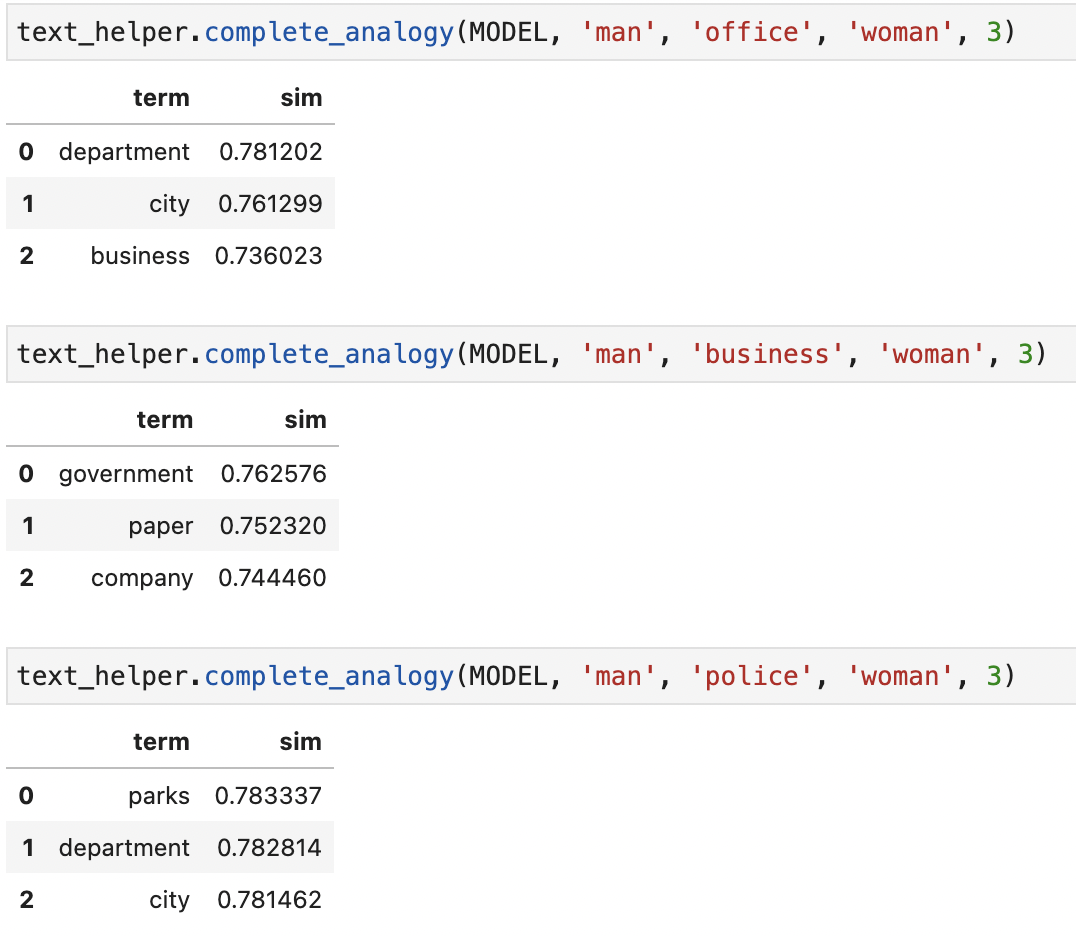 text_helper.complete_analogy(MODEL, 'man', 'office', 'woman', 3)
term sim
0 department 0.781202
1 city 0.761299
2 business 0.736023
text_helper.complete_analogy(MODEL, 'man', 'business', 'woman', 3)
term sim
0 government 0.762576
1 paper 0.752320
2 company 0.744460
text_helper.complete_analogy(MODEL, 'man', 'police', 'woman', 3)
term sim
0 parks 0.783337
1 department 0.782814
2 city 0.781462